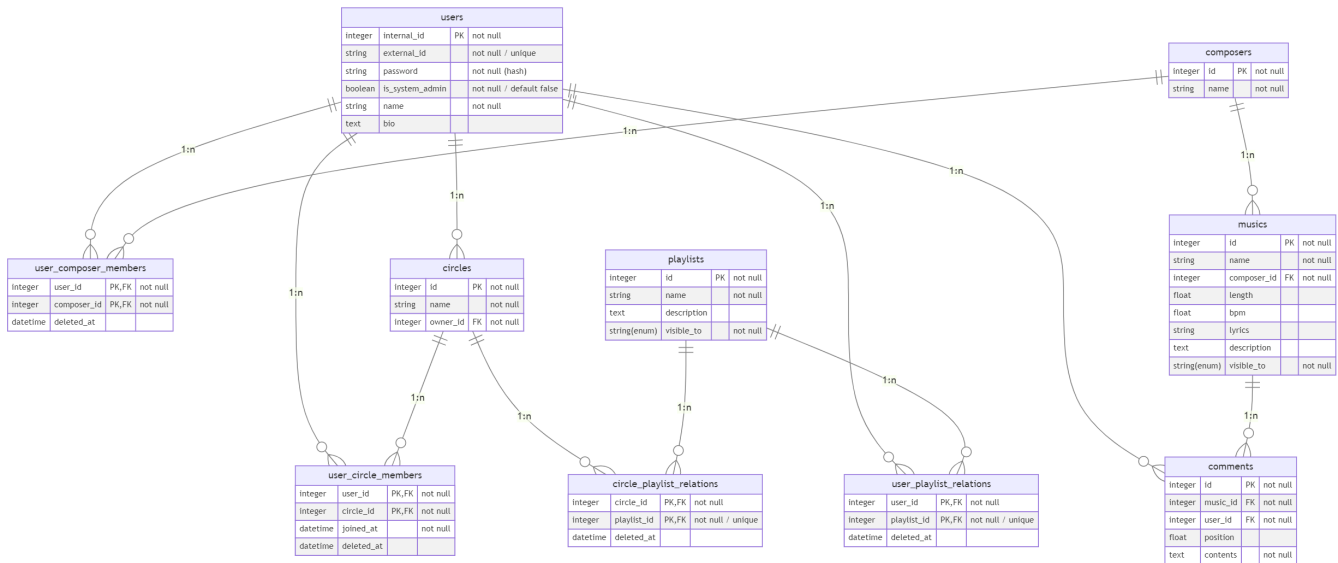 users
integer internal_id PK not null
string external_id not null / unique
string password not null (hash)
boolean is_system_admin not null / default false
string name not null
text bio
composers
integer id PK not null
string name not null
1:n
1:n
1:n
1:n
1:n
1:n
1:n
user_composer_members
integer user_id PK,FK not null
integer composer_id PK,FK not null
datetime deleted_at
circles
integer id PK not null
string name not null
integer owner_id FK not null
playlists
integer id PK not null
string name not null
text description
string(enum) visible_to not null
musics
integer id PK not null
string name not null
integer composer_id FK not null
float length
float bpm
string lyrics
text description
string(enum) visible_to not null
1:n
1:n
1:n
1:n
1:n
user_circle_members
integer user_id PK,FK not null
integer circle_id PK,FK not null
datetime joined_at not null
datetime deleted_at
circle_playlist_relations
integer circle_id PK,FK not null
integer playlist_id PK,FK not null / unique
datetime deleted_at
user_playlist_relations
integer user_id PK,FK not null
integer playlist_id PK,FK not null / unique
datetime deleted_at
comments
integer id PK not null
integer music_id FK not null
integer user_id FK not null
float position
text contents not null